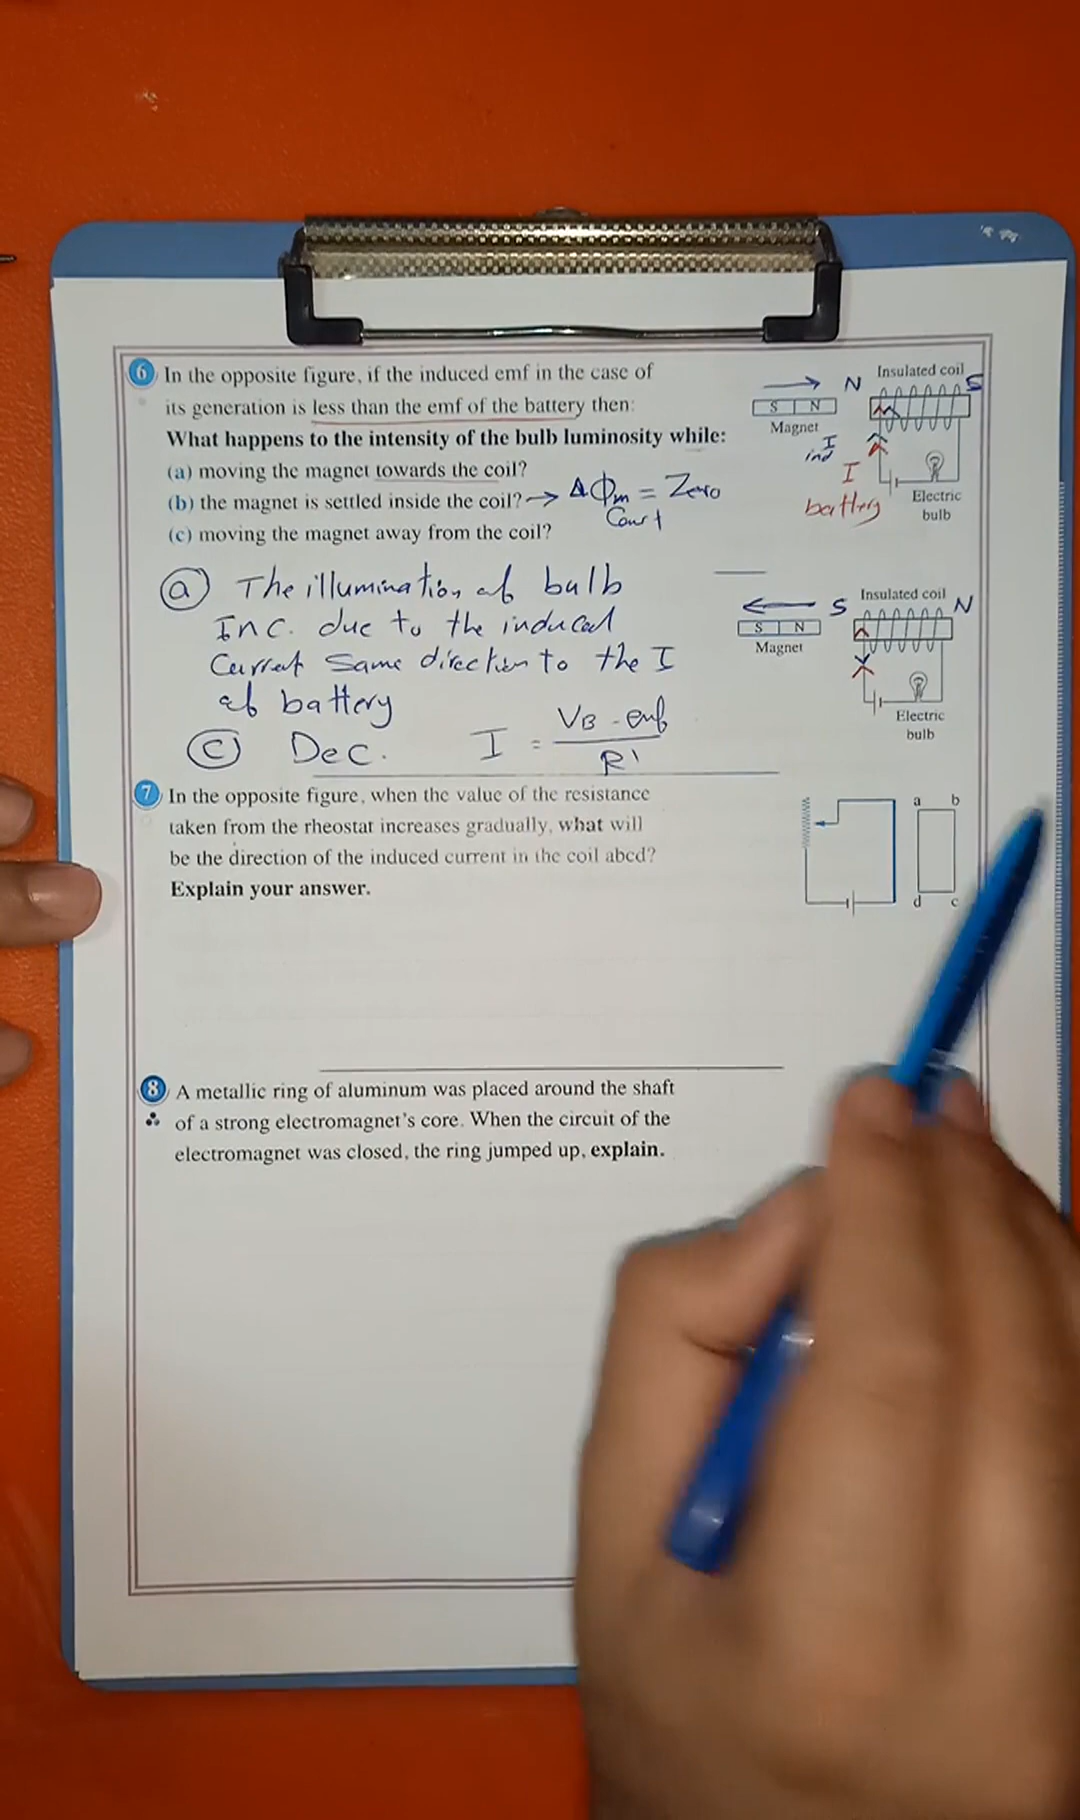 6 In the opposite figure, if the induced emf in the case of
its generation is less than the emf of the battery then:
What happens to the intensity of the bulb luminosity while:
(a) moving the magnet towards the coil?
(b) the magnet is settled inside the coil? → ΔΦm = Zero
Const
(c) moving the magnet away from the coil?
Insulated coil
N
S
S N
Magnet
I
ind
I
battery
Electric
bulb
(a) The illumination of bulb
Inc. due to the induced
Current Same direction to the I
of battery
(c) Dec. I = VB - emf / R'
Insulated coil
S
N
S N
Magnet
Electric
bulb
7 In the opposite figure, when the value of the resistance
taken from the rheostat increases gradually, what will
be the direction of the induced current in the coil abcd?
Explain your answer.
a b
d c
8 A metallic ring of aluminum was placed around the shaft
of a strong electromagnet's core. When the circuit of the
electromagnet was closed, the ring jumped up, explain.